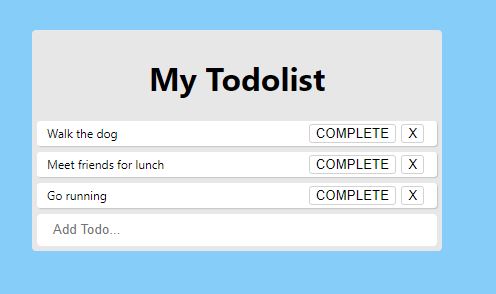 My Todolist
Walk the dog COMPLETE X
Meet friends for lunch COMPLETE X
Go running COMPLETE X
Add Todo...